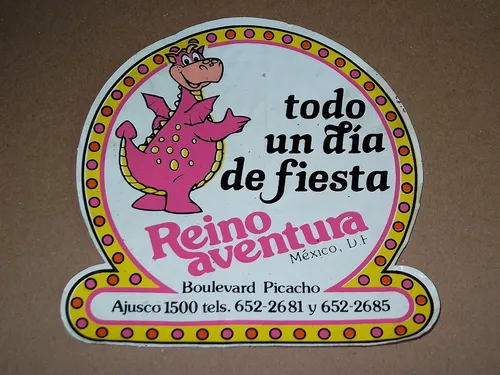 todo
un día
de fiesta
Reino
aventura
México, D.F
Boulevard Picacho
Ajusco 1500 tels. 652-2681 y 652-2685